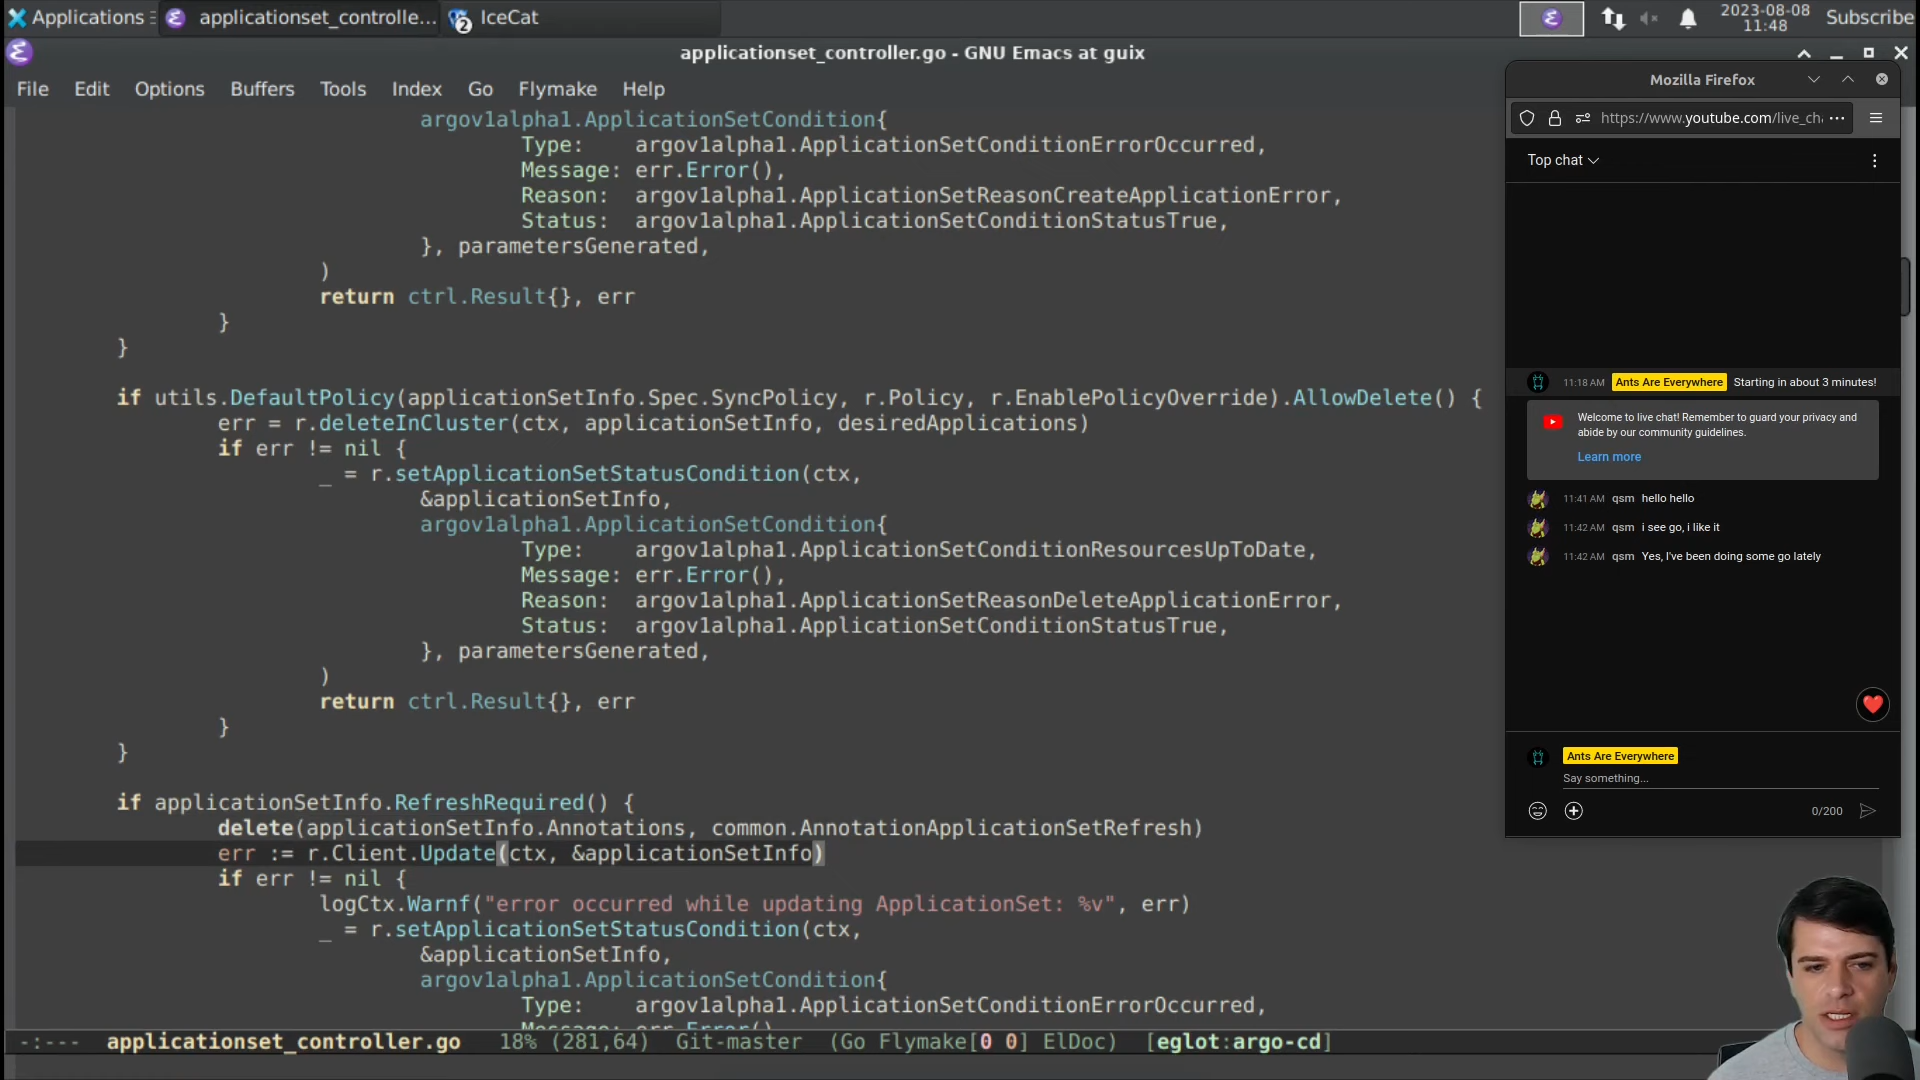 Applications
applicationset_controlle...
2
IceCat
2023-08-08
11:48
Subscribe
applicationset_controller.go - GNU Emacs at guix
File Edit Options Buffers Tools Index Go Flymake Help
argov1alpha1.ApplicationSetCondition{
Type: argov1alpha1.ApplicationSetConditionErrorOccurred,
Message: err.Error(),
Reason: argov1alpha1.ApplicationSetReasonCreateApplicationError,
Status: argov1alpha1.ApplicationSetConditionStatusTrue,
}, parametersGenerated,
)
return ctrl.Result{}, err
}
}
if utils.DefaultPolicy(applicationSetInfo.Spec.SyncPolicy, r.Policy, r.EnablePolicyOverride).AllowDelete() {
err = r.deleteInCluster(ctx, applicationSetInfo, desiredApplications)
if err != nil {
_ = r.setApplicationSetStatusCondition(ctx,
&applicationSetInfo,
argov1alpha1.ApplicationSetCondition{
Type: argov1alpha1.ApplicationSetConditionResourcesUpToDate,
Message: err.Error(),
Reason: argov1alpha1.ApplicationSetReasonDeleteApplicationError,
Status: argov1alpha1.ApplicationSetConditionStatusTrue,
}, parametersGenerated,
)
return ctrl.Result{}, err
}
}
if applicationSetInfo.RefreshRequired() {
delete(applicationSetInfo.Annotations, common.AnnotationApplicationSetRefresh)
err := r.Client.Update(ctx, &applicationSetInfo)
if err != nil {
logCtx.Warnf("error occurred while updating ApplicationSet: %v", err)
_ = r.setApplicationSetStatusCondition(ctx,
&applicationSetInfo,
argov1alpha1.ApplicationSetCondition{
Type: argov1alpha1.ApplicationSetConditionErrorOccurred,
Message: err.Error()
-:--- applicationset_controller.go 18% (281,64) Git-master (Go Flymake[0 0] ElDoc) [eglot:argo-cd]
Mozilla Firefox
https://www.youtube.com/live_ch
Top chat
11:18 AM Ants Are Everywhere Starting in about 3 minutes!
Welcome to live chat! Remember to guard your privacy and
abide by our community guidelines.
Learn more
11:41 AM qsm hello hello
11:42 AM qsm i see go, i like it
11:42 AM qsm Yes, I've been doing some go lately
Ants Are Everywhere
Say something...
0/200